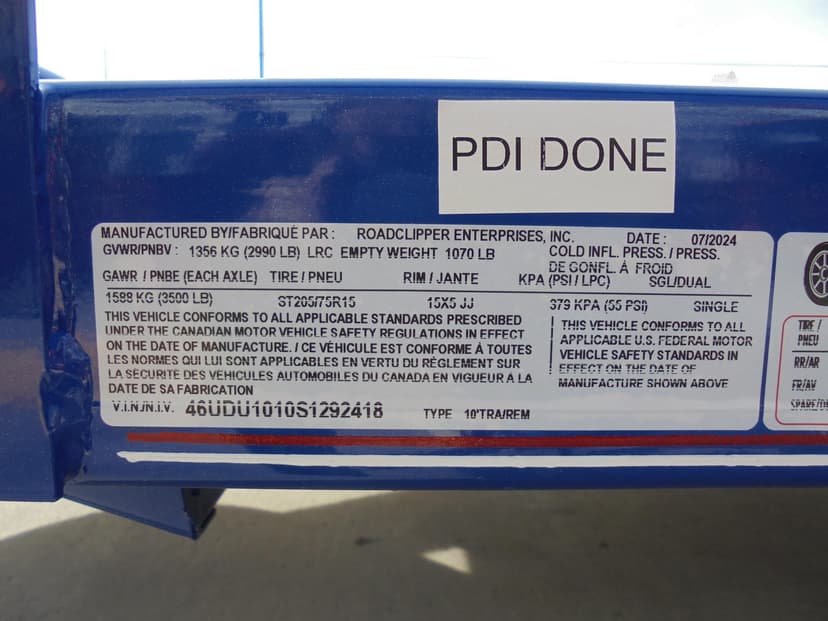 PDI DONE
MANUFACTURED BY/FABRIQUÉ PAR : ROADCLIPPER ENTERPRISES, INC. DATE : 07/2024
GVWR/PNBV : 1356 KG (2990 LB) LRC EMPTY WEIGHT 1070 LB COLD INFL. PRESS. / PRESS.
DE GONFL. À FROID
GAWR / PNBE (EACH AXLE) TIRE / PNEU RIM / JANTE KPA (PSI / LPC) SGL/DUAL
1588 KG (3500 LB) ST205/75R15 15X5 JJ 379 KPA (55 PSI) SINGLE
THIS VEHICLE CONFORMS TO ALL APPLICABLE STANDARDS PRESCRIBED
UNDER THE CANADIAN MOTOR VEHICLE SAFETY REGULATIONS IN EFFECT
ON THE DATE OF MANUFACTURE. / CE VÉHICULE EST CONFORME À TOUTES
LES NORMES QUI LUI SONT APPLICABLES EN VERTU DU RÈGLEMENT SUR
LA SÉCURITÉ DES VÉHICULES AUTOMOBILES DU CANADA EN VIGUEUR À LA
DATE DE SA FABRICATION
THIS VEHICLE CONFORMS TO ALL
APPLICABLE U.S. FEDERAL MOTOR
VEHICLE SAFETY STANDARDS IN
EFFECT ON THE DATE OF
MANUFACTURE SHOWN ABOVE
V.I.N./N.I.V. 46UDU1010S1292418 TYPE 10'TRA/REM
TIRE /
PNEU
RR/AR
FR/AV